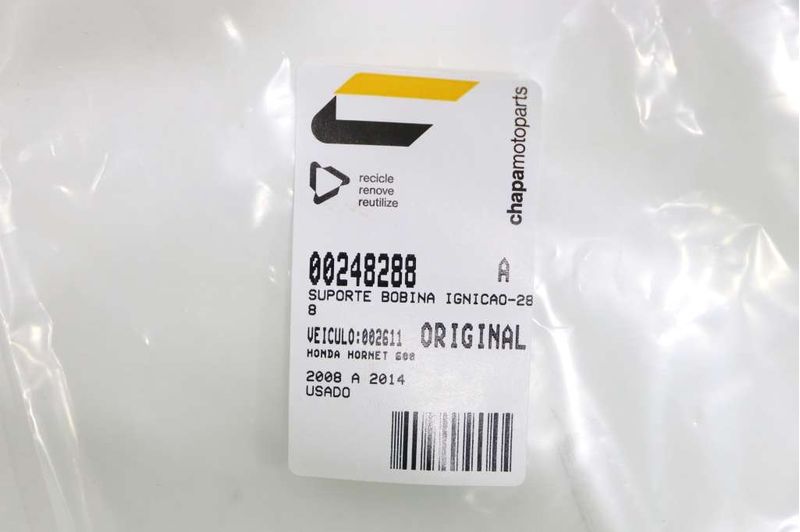 chapamotoparts
recicle
renove
reutilize
00248288 A
SUPORTE BOBINA IGNICAO-28
8
VEICULO:002611 ORIGINAL
HONDA HORNET 600
2008 A 2014
USADO